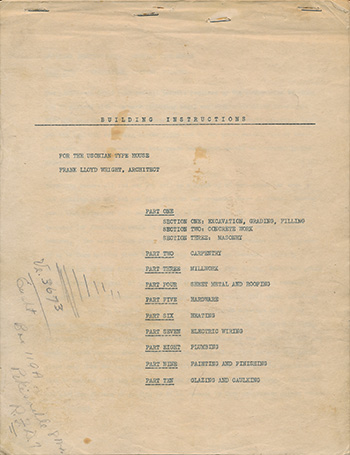 BUILDING INSTRUCTIONS
FOR THE USONIAN TYPE HOUSE
FRANK LLOYD WRIGHT, ARCHITECT
PART ONE
SECTION ONE: EXCAVATION, GRADING, FILLING
SECTION TWO: CONCRETE WORK
SECTION THREE: MASONRY
PART TWO CARPENTRY
PART THREE MILLWORK
PART FOUR SHEET METAL AND ROOFING
PART FIVE HARDWARE
PART SIX HEATING
PART SEVEN ELECTRIC WIRING
PART EIGHT PLUMBING
PART NINE PAINTING AND FINISHING
PART TEN GLAZING AND CAULKING
3673
Box 119A